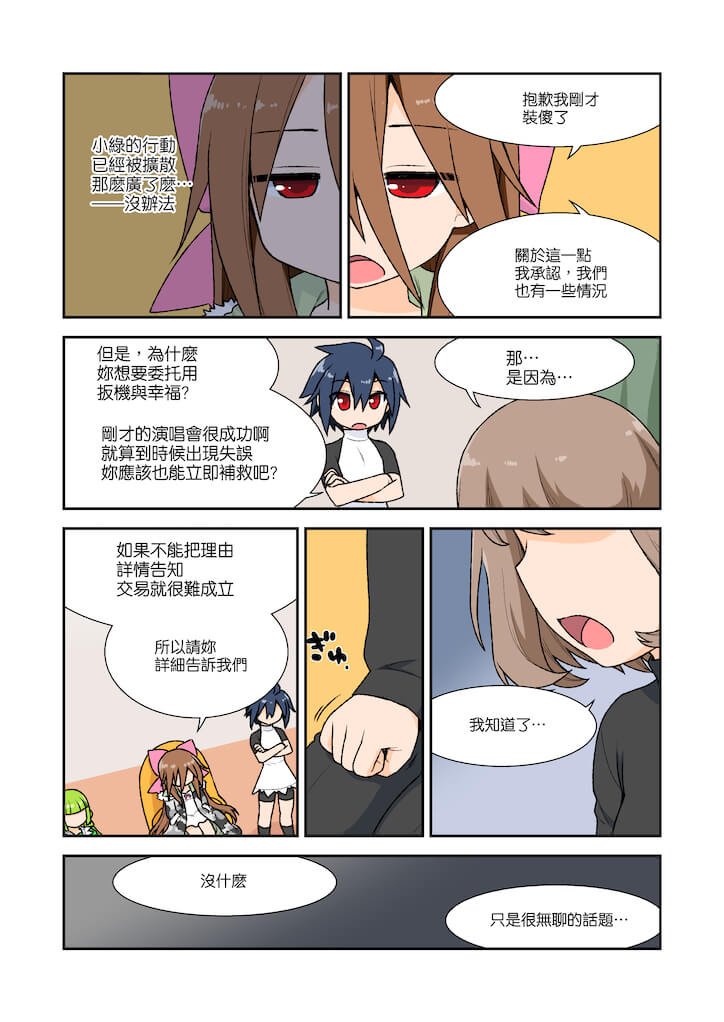 抱歉我剛才
裝傻了
關於這一點
我承認，我們
也有一些情況
小綠的行動
已經被擴散
那麽廣了麽…
——沒辦法
那…
是因為…
但是，為什麽
妳想要委托用
扳機與幸福?
剛才的演唱會很成功啊
就算到時候出現失誤
妳應該也能立即補救吧?
我知道了…
ぎゅ
如果不能把理由
詳情告知
交易就很難成立
所以請妳
詳細告訴我們
沒什麽
只是很無聊的話題…